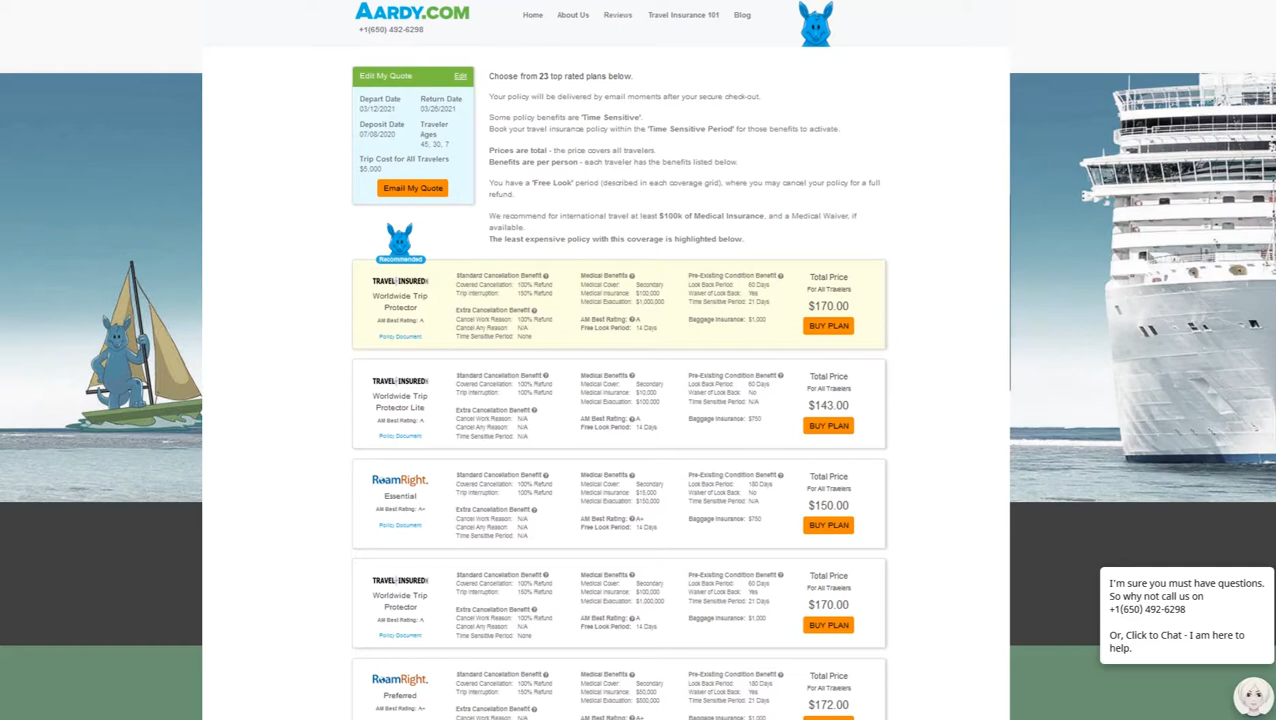 AARDY.COM
+1(650) 492-6298
Home About Us Reviews Travel Insurance 101 Blog
Edit My Quote Edit
Depart Date Return Date
03/12/2021 03/28/2021
Deposit Date Traveler Ages
07/08/2020 45, 30, 7
Trip Cost for All Travelers
$5,000
Email My Quote
Choose from 23 top rated plans below.
Your policy will be delivered by email moments after your secure check-out.
Some policy benefits are 'Time Sensitive'.
Book your travel insurance policy within the 'Time Sensitive Period' for those benefits to activate.
Prices are total - the price covers all travelers.
Benefits are per person - each traveler has the benefits listed below.
You have a 'Free Look' period (described in each coverage grid), where you may cancel your policy for a full
refund.
We recommend for international travel at least $100k of Medical Insurance, and a Medical Waiver, if
available.
The least expensive policy with this coverage is highlighted below.
Recommended
TRAVEL INSURED
Worldwide Trip
Protector
AM Best Rating: A
Policy Document
Standard Cancellation Benefit
Covered Cancellation: 100% Refund
Trip Interruption: 150% Refund
Extra Cancellation Benefit
Cancel Work Reason: 100% Refund
Cancel Any Reason: N/A
Time Sensitive Period: None
Medical Benefits
Medical Cover: Secondary
Medical Insurance: $100,000
Medical Evacuation: $1,000,000
AM Best Rating: A
Free Look Period: 14 Days
Pre-Existing Condition Benefit
Look Back Period: 60 Days
Waiver of Look Back: Yes
Time Sensitive Period: 21 Days
Baggage Insurance: $1,000
Total Price
For All Travelers
$170.00
BUY PLAN
TRAVEL INSURED
Worldwide Trip
Protector Lite
AM Best Rating: A
Policy Document
Standard Cancellation Benefit
Covered Cancellation: 100% Refund
Trip Interruption: 100% Refund
Extra Cancellation Benefit
Cancel Work Reason: N/A
Cancel Any Reason: N/A
Time Sensitive Period: N/A
Medical Benefits
Medical Cover: Secondary
Medical Insurance: $10,000
Medical Evacuation: $100,000
AM Best Rating: A
Free Look Period: 14 Days
Pre-Existing Condition Benefit
Look Back Period: 60 Days
Waiver of Look Back: No
Time Sensitive Period: N/A
Baggage Insurance: $750
Total Price
For All Travelers
$143.00
BUY PLAN
RoamRight.
Essential
AM Best Rating: A+
Policy Document
Standard Cancellation Benefit
Covered Cancellation: 100% Refund
Trip Interruption: 100% Refund
Extra Cancellation Benefit
Cancel Work Reason: N/A
Cancel Any Reason: N/A
Time Sensitive Period: N/A
Medical Benefits
Medical Cover: Secondary
Medical Insurance: $15,000
Medical Evacuation: $150,000
AM Best Rating: A+
Free Look Period: 14 Days
Pre-Existing Condition Benefit
Look Back Period: 180 Days
Waiver of Look Back: No
Time Sensitive Period: N/A
Baggage Insurance: $750
Total Price
For All Travelers
$150.00
BUY PLAN
TRAVEL INSURED
Worldwide Trip
Protector
AM Best Rating: A
Policy Document
Standard Cancellation Benefit
Covered Cancellation: 100% Refund
Trip Interruption: 150% Refund
Extra Cancellation Benefit
Cancel Work Reason: 100% Refund
Cancel Any Reason: N/A
Time Sensitive Period: None
Medical Benefits
Medical Cover: Secondary
Medical Insurance: $100,000
Medical Evacuation: $1,000,000
AM Best Rating: A
Free Look Period: 14 Days
Pre-Existing Condition Benefit
Look Back Period: 60 Days
Waiver of Look Back: Yes
Time Sensitive Period: 21 Days
Baggage Insurance: $1,000
Total Price
For All Travelers
$170.00
BUY PLAN
RoamRight.
Preferred
AM Best Rating: A+
Standard Cancellation Benefit
Covered Cancellation: 100% Refund
Trip Interruption: 150% Refund
Extra Cancellation Benefit
Cancel Work Reason: N/A
Medical Benefits
Medical Cover: Secondary
Medical Insurance: $50,000
Medical Evacuation: $500,000
AM Best Rating: A+
Pre-Existing Condition Benefit
Look Back Period: 180 Days
Waiver of Look Back: Yes
Time Sensitive Period: 21 Days
Baggage Insurance: $1,000
Total Price
For All Travelers
$172.00
I'm sure you must have questions.
So why not call us on
+1(650) 492-6298
Or, Click to Chat - I am here to
help.